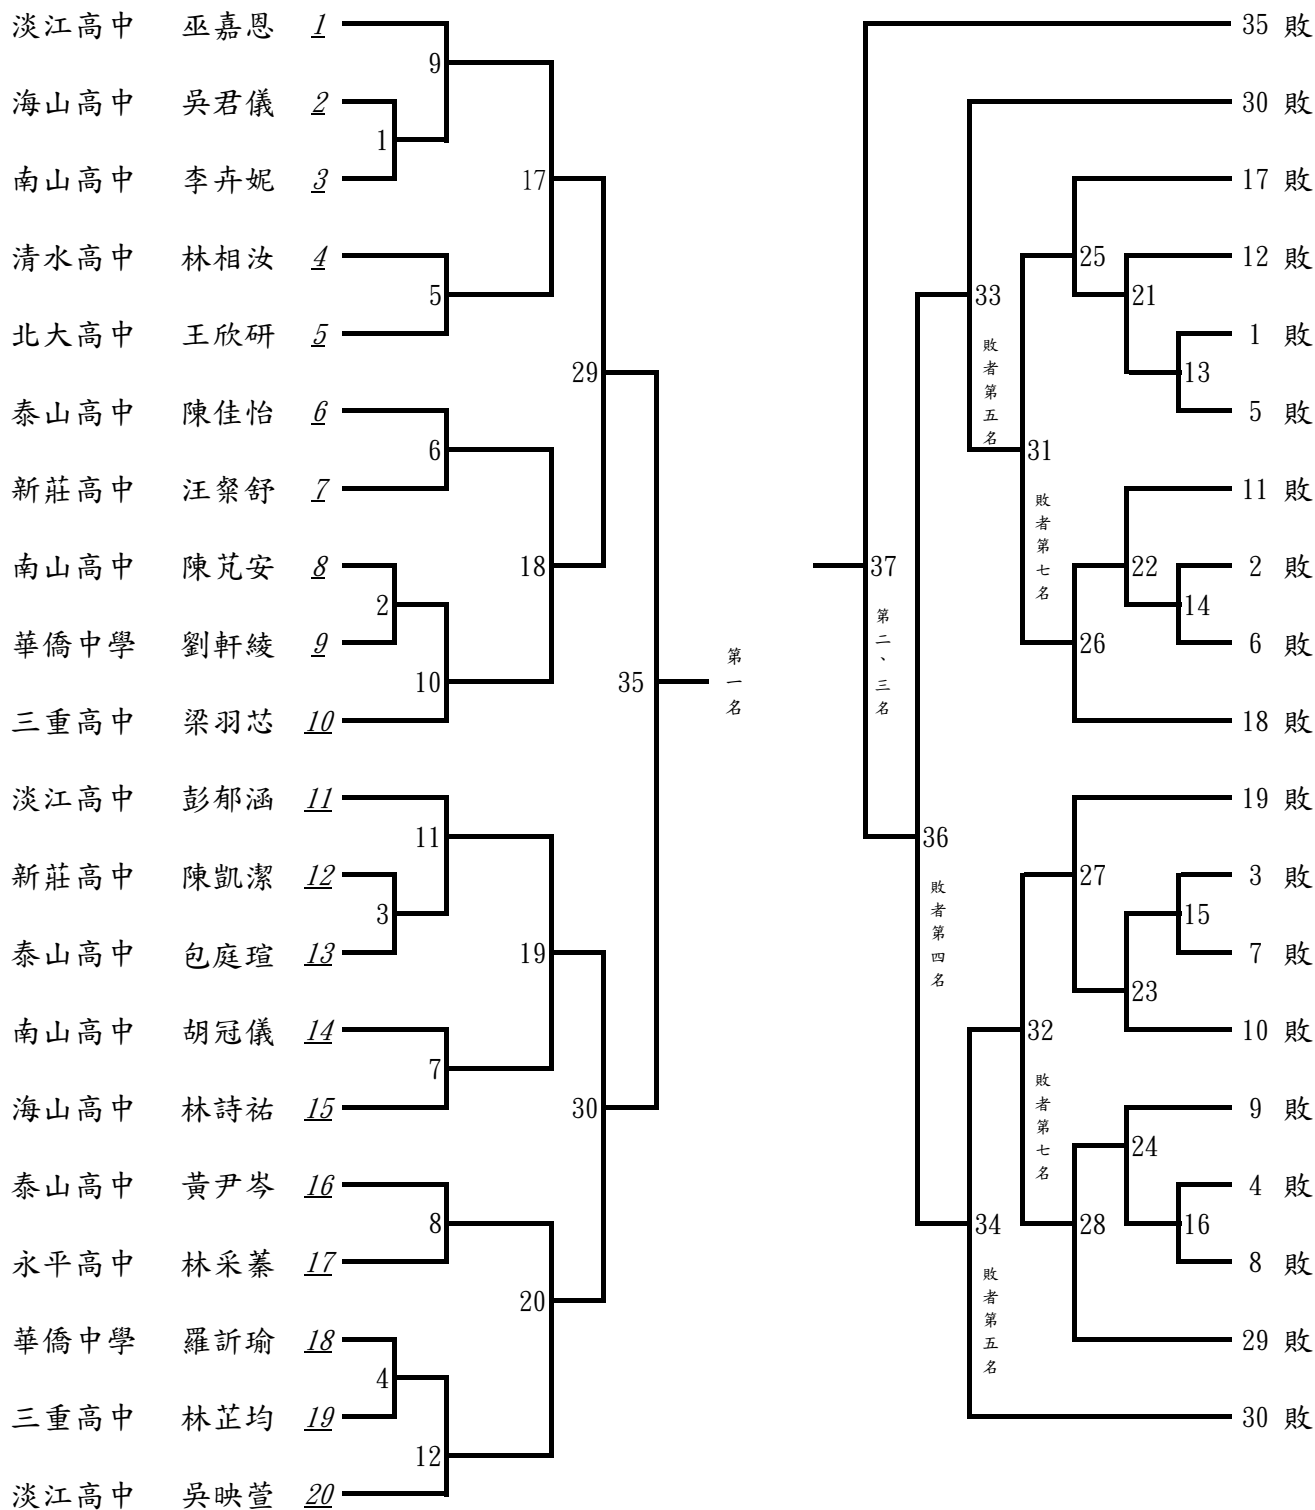 淡江高中 巫嘉恩 1
35 敗
9
海山高中 吳君儀 2
30 敗
1
南山高中 李卉妮 3
17
17 敗
清水高中 林相汝 4
25
12 敗
5
33
21
北大高中 王欣研 5
敗者第五名
1 敗
29
13
泰山高中 陳佳怡 6
5 敗
6
31
新莊高中 汪粲舒 7
敗者第七名
11 敗
南山高中 陳芃安 8
18
37
22
2 敗
2
第二、三名
14
華僑中學 劉軒綾 9
26
6 敗
10
35
第一名
三重高中 梁羽芯 10
18 敗
淡江高中 彭郁涵 11
19 敗
11
36
新莊高中 陳凱潔 12
敗者第四名
27
3 敗
3
15
泰山高中 包庭瑄 13
19
7 敗
23
南山高中 胡冠儀 14
32
10 敗
7
敗者第七名
海山高中 林詩祐 15
30
9 敗
24
泰山高中 黃尹岑 16
4 敗
8
34
28
16
永平高中 林采蓁 17
敗者第五名
8 敗
20
華僑中學 羅訢瑜 18
29 敗
4
三重高中 林芷均 19
30 敗
12
淡江高中 吳映萱 20